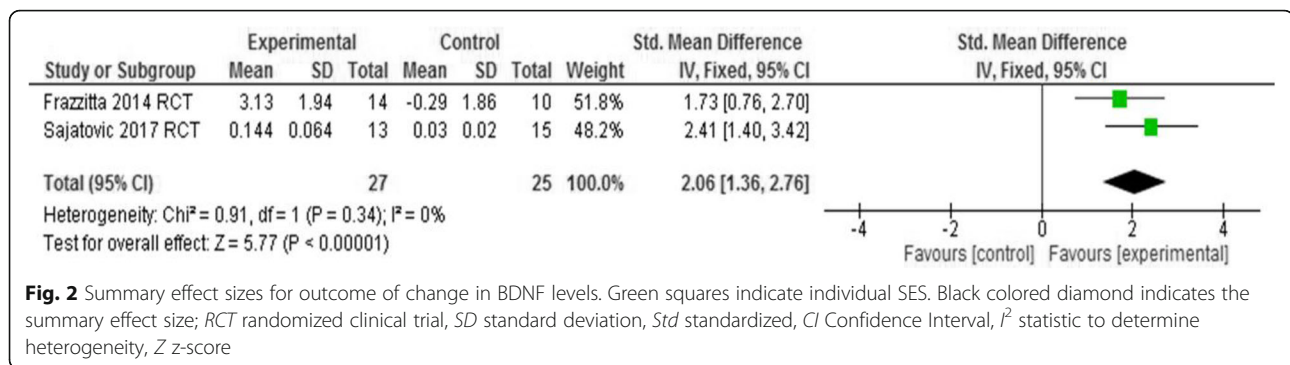 Experimental Control Std. Mean Difference Std. Mean Difference
Study or Subgroup Mean SD Total Mean SD Total Weight IV, Fixed, 95% CI IV, Fixed, 95% CI
Frazzitta 2014 RCT 3.13 1.94 14 -0.29 1.86 10 51.8% 1.73 [0.76, 2.70]
Sajatovic 2017 RCT 0.144 0.064 13 0.03 0.02 15 48.2% 2.41 [1.40, 3.42]
Total (95% CI) 27 25 100.0% 2.06 [1.36, 2.76]
Heterogeneity: Chi² = 0.91, df = 1 (P = 0.34); I² = 0%
Test for overall effect: Z = 5.77 (P < 0.00001)
-4 -2 0 2 4
Favours [control] Favours [experimental]
Fig. 2 Summary effect sizes for outcome of change in BDNF levels. Green squares indicate individual SES. Black colored diamond indicates the
summary effect size; RCT randomized clinical trial, SD standard deviation, Std standardized, CI Confidence Interval, I² statistic to determine
heterogeneity, Z z-score